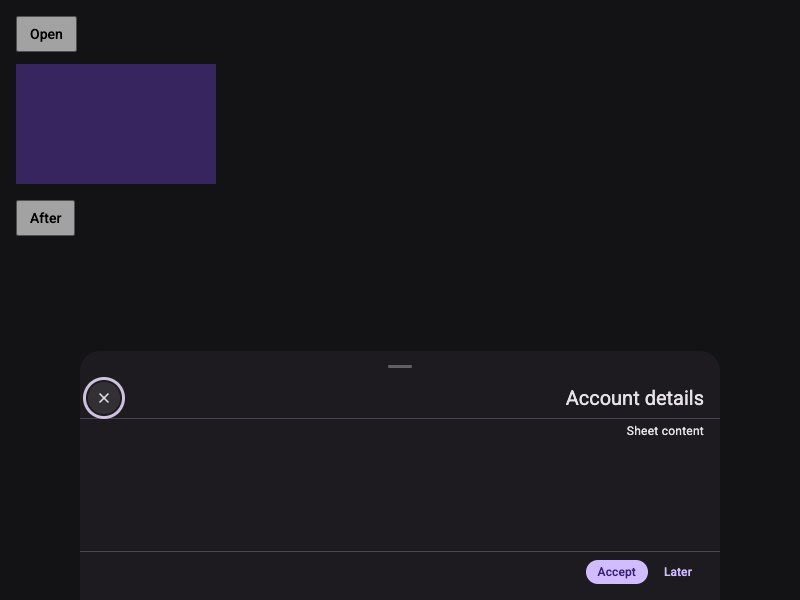 Open
After
Account details
Sheet content
Accept
Later